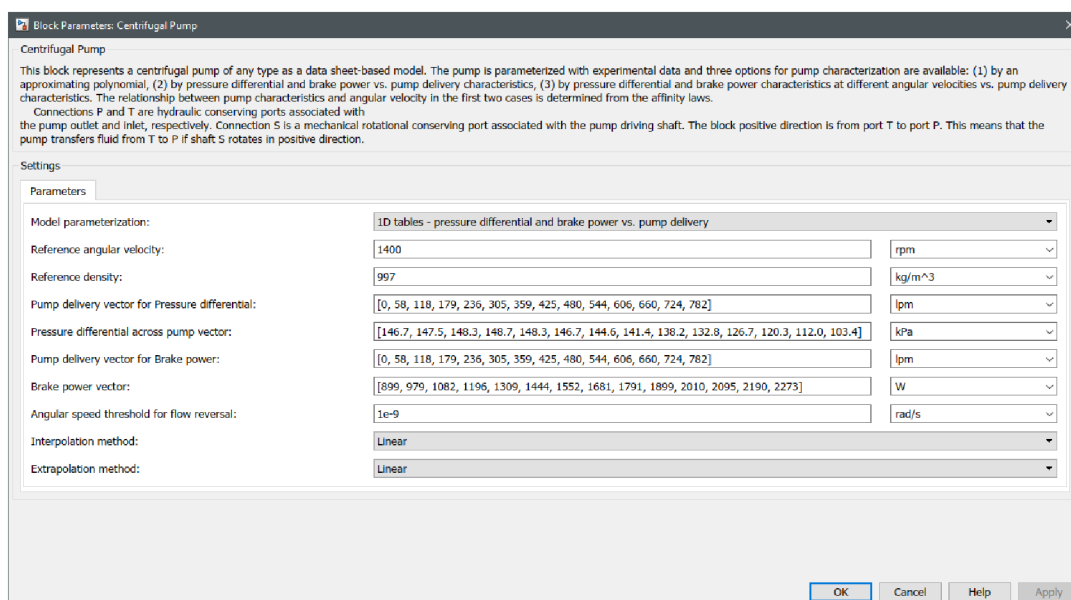 Block Parameters: Centrifugal Pump
Centrifugal Pump
This block represents a centrifugal pump of any type as a data sheet-based model. The pump is parameterized with experimental data and three options for pump characterization are available: (1) by an
approximating polynomial, (2) by pressure differential and brake power vs. pump delivery characteristics, (3) by pressure differential and brake power characteristics at different angular velocities vs. pump delivery
characteristics. The relationship between pump characteristics and angular velocity in the first two cases is determined from the affinity laws.
Connections P and T are hydraulic conserving ports associated with
the pump outlet and inlet, respectively. Connection S is a mechanical rotational conserving port associated with the pump driving shaft. The block positive direction is from port T to port P. This means that the
pump transfers fluid from T to P if shaft S rotates in positive direction.
Settings
Parameters
Model parameterization: 1D tables - pressure differential and brake power vs. pump delivery
Reference angular velocity: 1400 rpm
Reference density: 997 kg/m^3
Pump delivery vector for Pressure differential: [0, 58, 118, 179, 236, 305, 359, 425, 480, 544, 606, 660, 724, 782] lpm
Pressure differential across pump vector: [146.7, 147.5, 148.3, 148.7, 148.3, 146.7, 144.6, 141.4, 138.2, 132.8, 126.7, 120.3, 112.0, 103.4] kPa
Pump delivery vector for Brake power: [0, 58, 118, 179, 236, 305, 359, 425, 480, 544, 606, 660, 724, 782] lpm
Brake power vector: [899, 979, 1082, 1196, 1309, 1444, 1552, 1681, 1791, 1899, 2010, 2095, 2190, 2273] W
Angular speed threshold for flow reversal: 1e-9 rad/s
Interpolation method: Linear
Extrapolation method: Linear
OK Cancel Help Apply